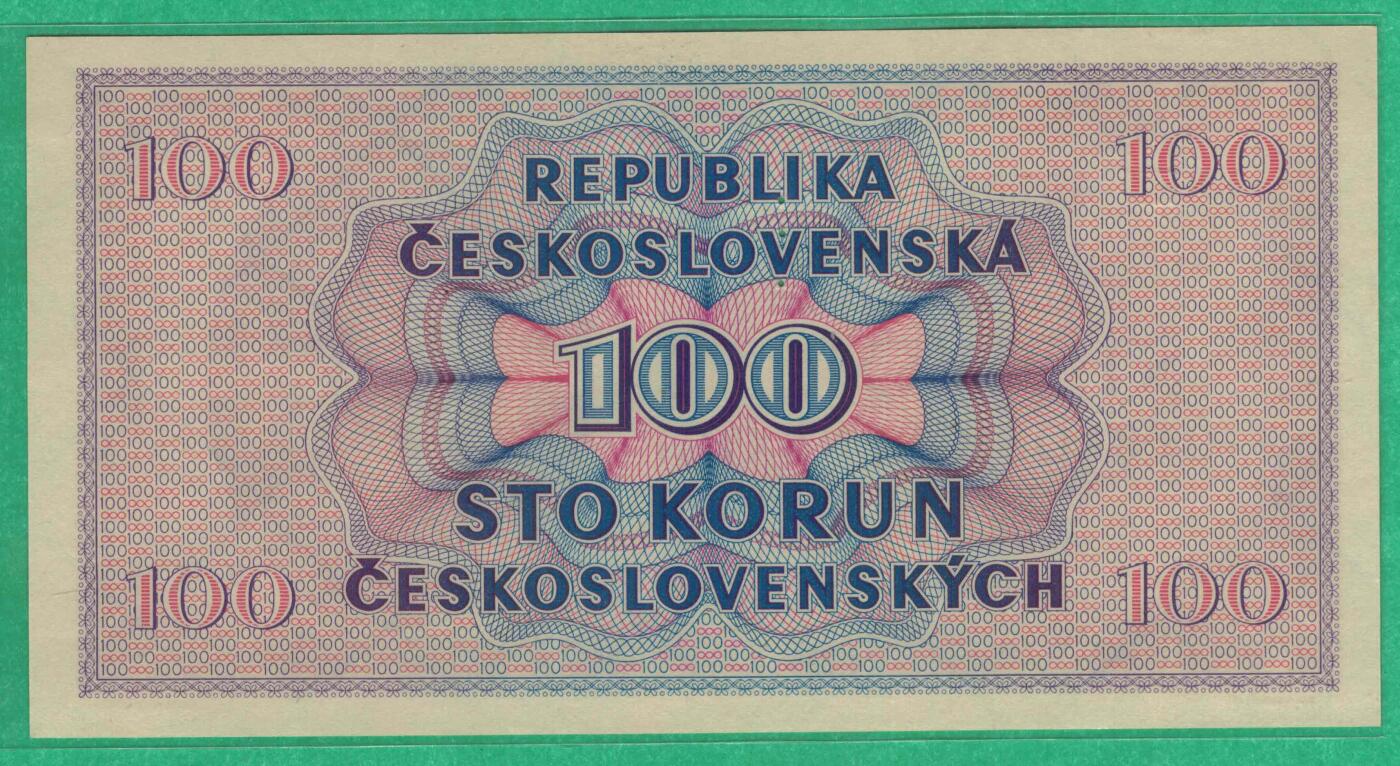 100 100
REPUBLIKA
ČESKOSLOVENSKÁ
100
STO KORUN
ČESKOSLOVENSKÝCH
100 100